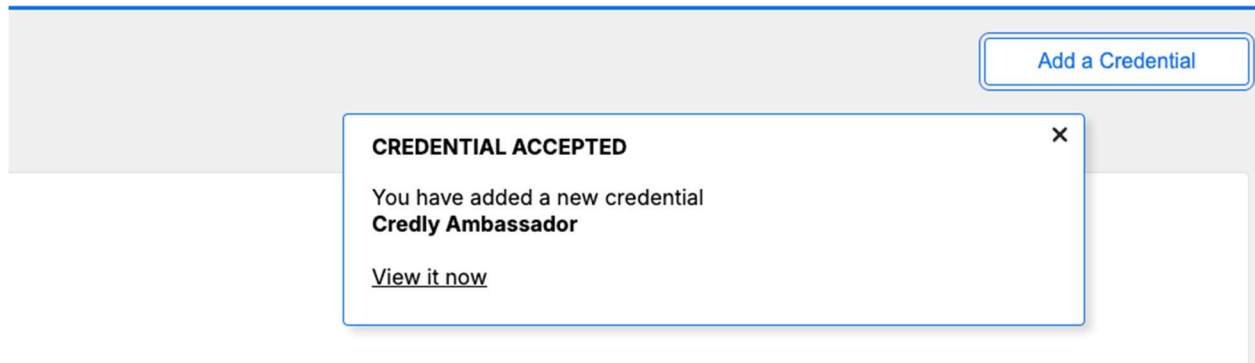 Add a Credential
CREDENTIAL ACCEPTED
You have added a new credential
Credly Ambassador
View it now